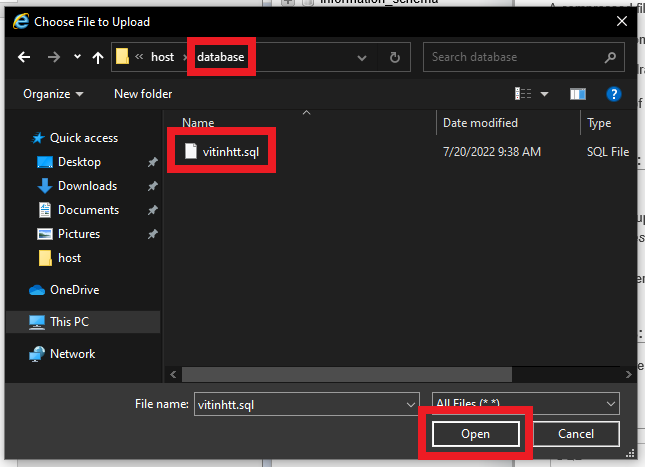 information_schema
Choose File to Upload
A compressed fil
host
database
Search database
Organize
New folder
Name
Date modified
Type
Quick access
vitinhtt.sql
7/20/2022 9:38 AM
SQL File
Desktop
Downloads
Documents
Pictures
host
OneDrive
This PC
Network
File name:
vitinhtt.sql
All Files (*.*)
Open
Cancel